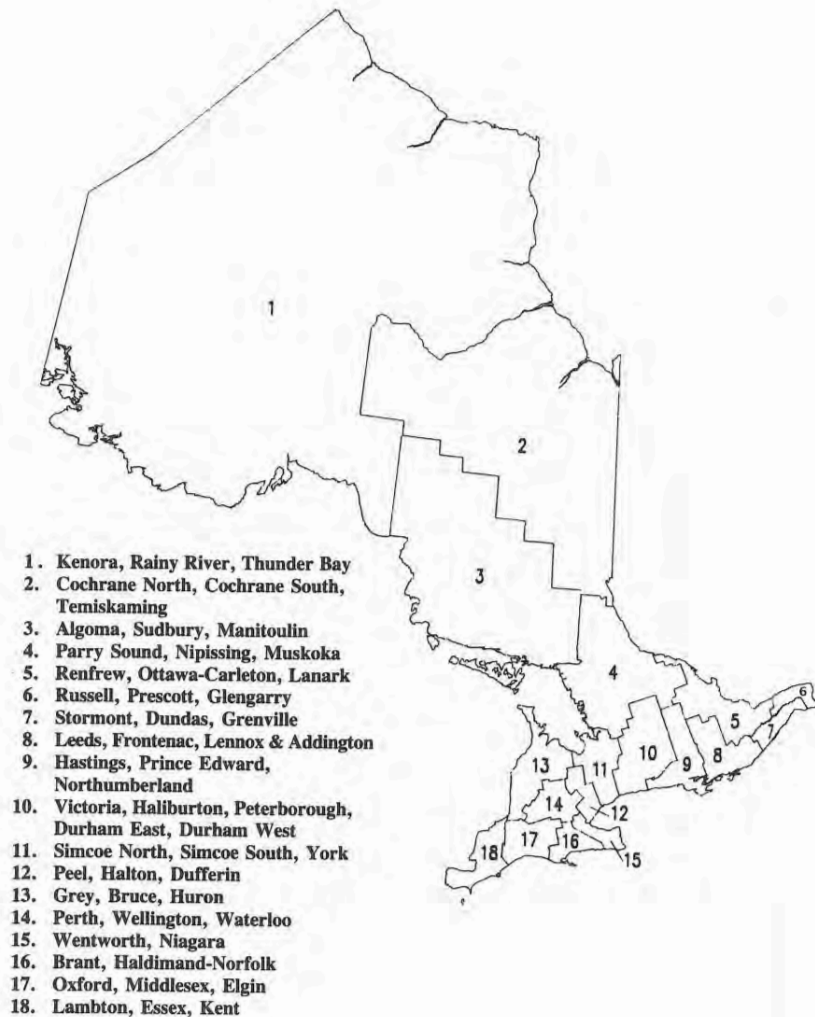 1
2
3
4
5
6
7
8
9
10
11
12
13
14
15
16
17
18
1. Kenora, Rainy River, Thunder Bay
2. Cochrane North, Cochrane South,
Temiskaming
3. Algoma, Sudbury, Manitoulin
4. Parry Sound, Nipissing, Muskoka
5. Renfrew, Ottawa-Carleton, Lanark
6. Russell, Prescott, Glengarry
7. Stormont, Dundas, Grenville
8. Leeds, Frontenac, Lennox & Addington
9. Hastings, Prince Edward,
Northumberland
10. Victoria, Haliburton, Peterborough,
Durham East, Durham West
11. Simcoe North, Simcoe South, York
12. Peel, Halton, Dufferin
13. Grey, Bruce, Huron
14. Perth, Wellington, Waterloo
15. Wentworth, Niagara
16. Brant, Haldimand-Norfolk
17. Oxford, Middlesex, Elgin
18. Lambton, Essex, Kent